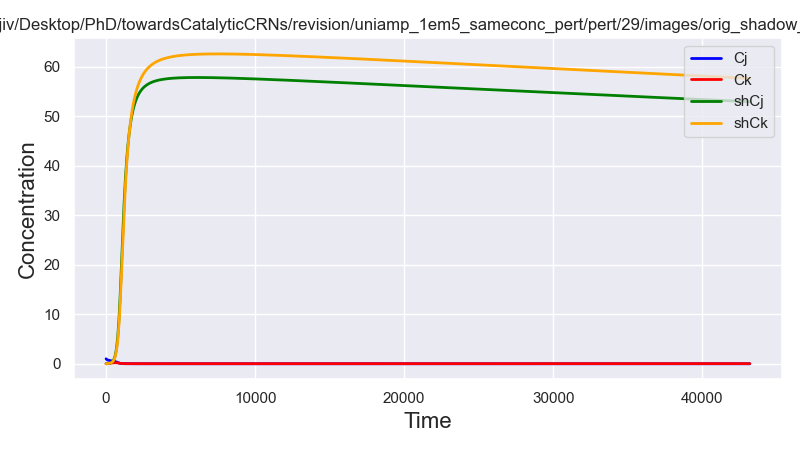 jiv/Desktop/PhD/towardsCatalyticCRNs/revision/uniamp_1em5_sameconc_pert/pert/29/images/orig_shadow_
Concentration
60
50
40
30
20
10
0
Cj
Ck
shCj
shCk
0 10000 20000 30000 40000
Time